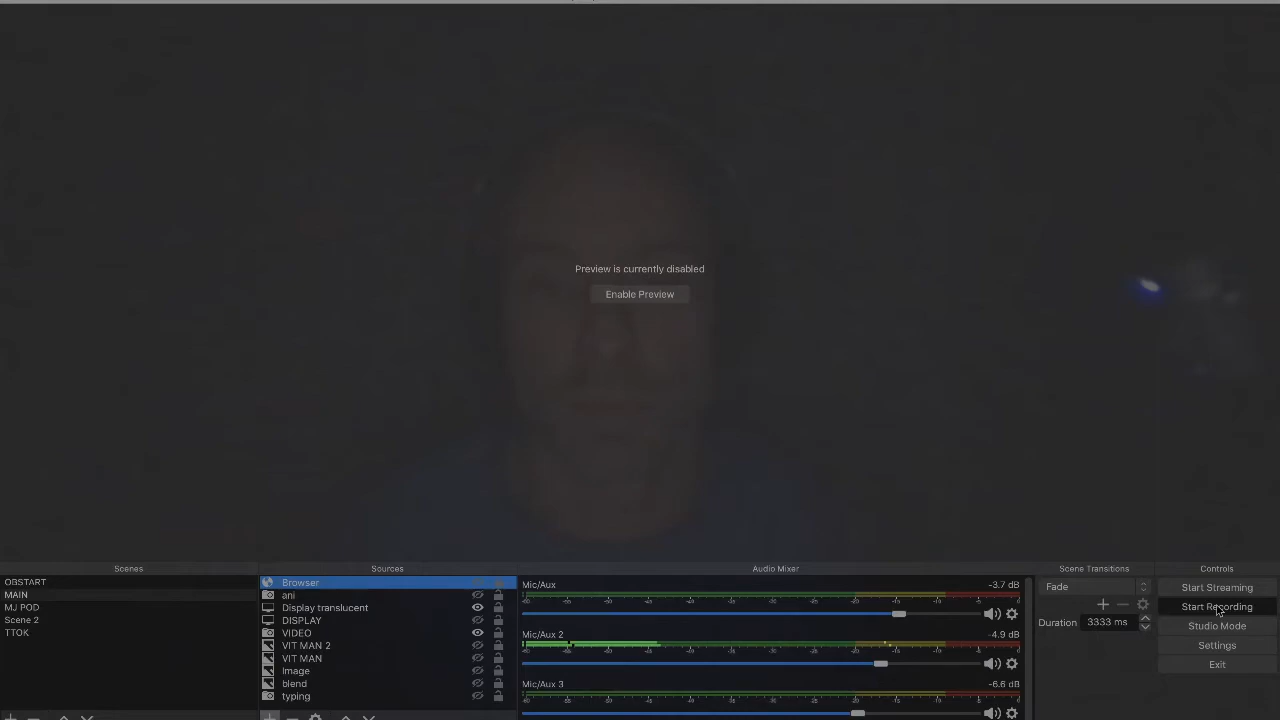 Preview is currently disabled
Enable Preview
Scenes
OBSTART
MAIN
MJ POD
Scene 2
TTOK
Sources
Browser
ani
Display translucent
DISPLAY
VIDEO
VIT MAN 2
VIT MAN
Image
blend
typing
Audio Mixer
Mic/Aux
-3.7 dB
Mic/Aux 2
-4.9 dB
Mic/Aux 3
-6.6 dB
Scene Transitions
Fade
Duration 3333 ms
Controls
Start Streaming
Start Recording
Studio Mode
Settings
Exit